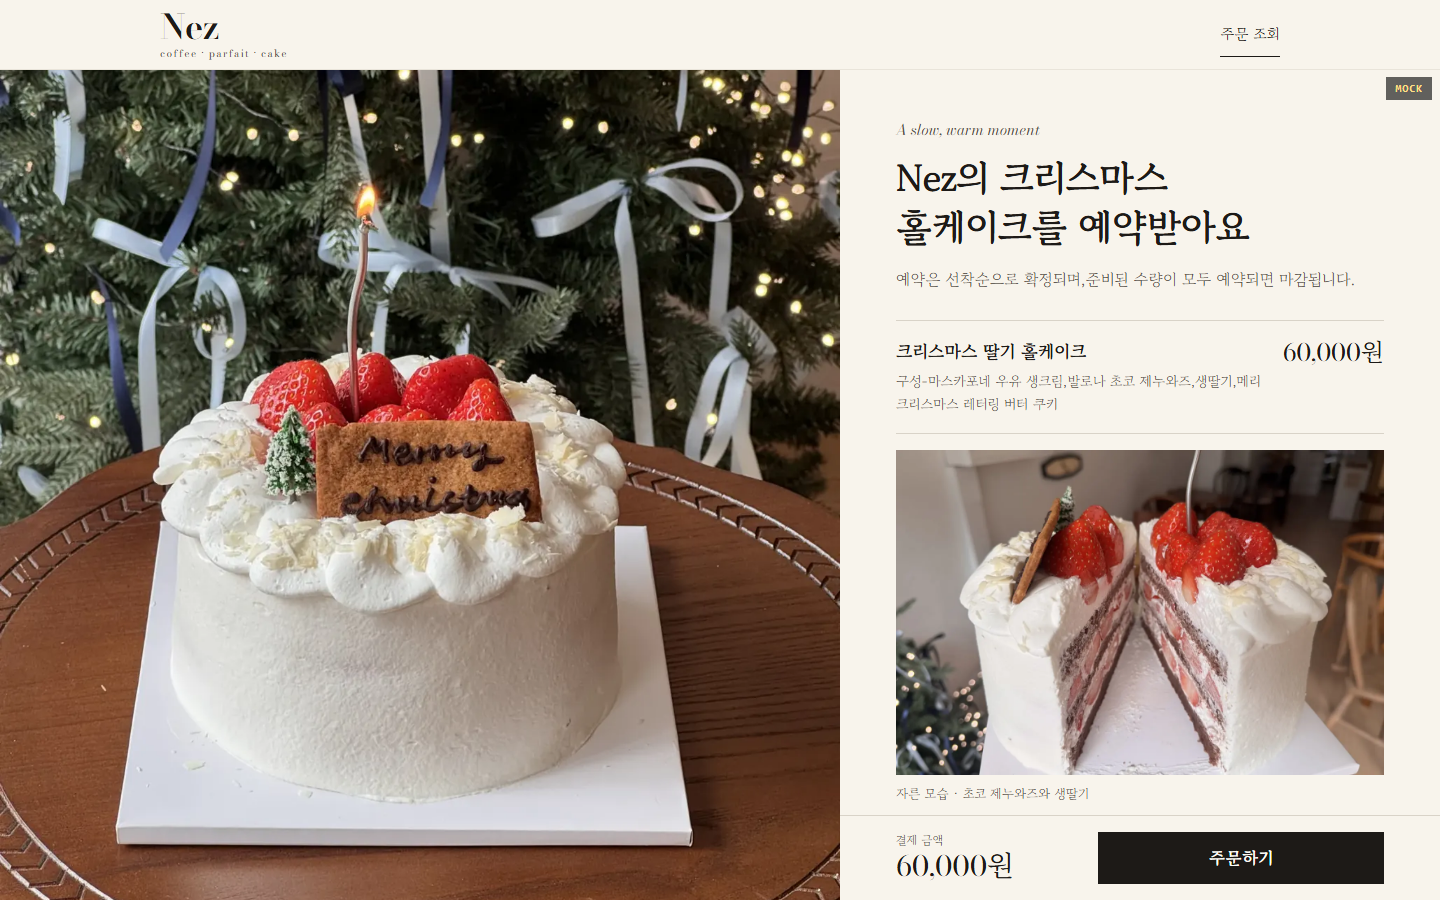 Nez
coffee · parfait · cake
주문 조회
MOCK
A slow, warm moment
Nez의 크리스마스
홀케이크를 예약받아요
예약은 선착순으로 확정되며,준비된 수량이 모두 예약되면 마감됩니다.
크리스마스 딸기 홀케이크
60,000원
구성-마스카포네 우유 생크림,발로나 초코 제누와즈,생딸기,메리
크리스마스 레터링 버터 쿠키
Merry
christmas
자른 모습 · 초코 제누와즈와 생딸기
결제 금액
60,000원
주문하기